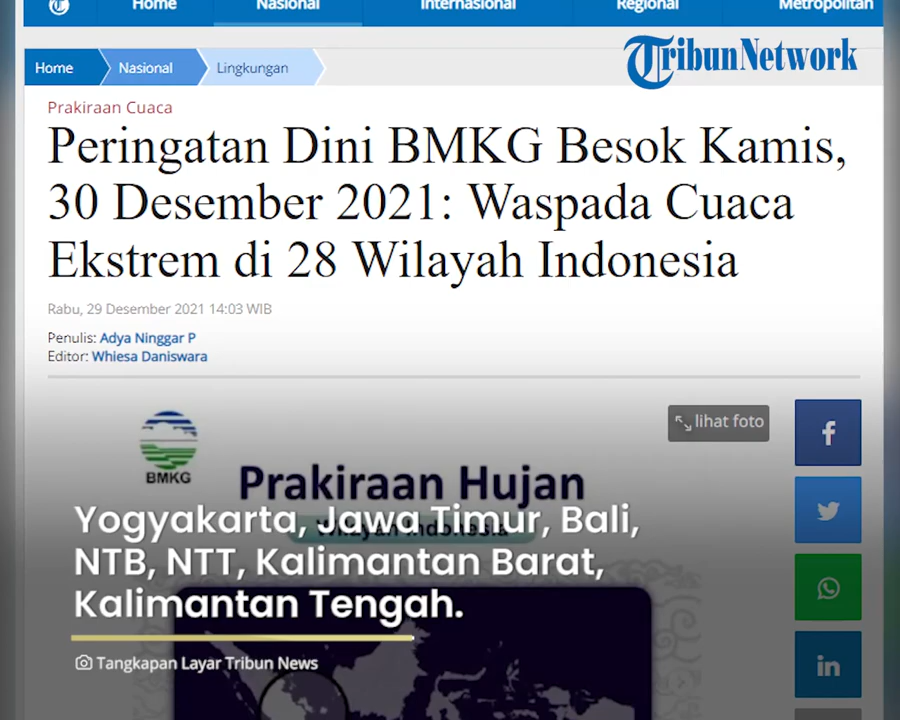 Home Nasional Internasional Regional Metropolitan
Home Nasional Lingkungan
TribunNetwork
Prakiraan Cuaca
Peringatan Dini BMKG Besok Kamis,
30 Desember 2021: Waspada Cuaca
Ekstrem di 28 Wilayah Indonesia
Rabu, 29 Desember 2021 14:03 WIB
Penulis: Adya Ninggar P
Editor: Whiesa Daniswara
lihat foto
BMKG
Prakiraan Hujan
Wilayah Indonesia
Yogyakarta, Jawa Timur, Bali,
NTB, NTT, Kalimantan Barat,
Kalimantan Tengah.
Tangkapan Layar Tribun News